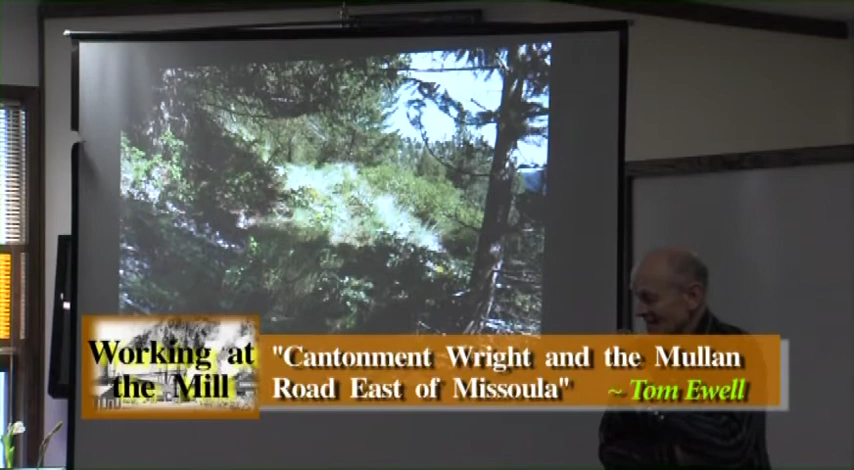 Working at
the Mill
"Cantonment Wright and the Mullan
Road East of Missoula"
~ Tom Ewell